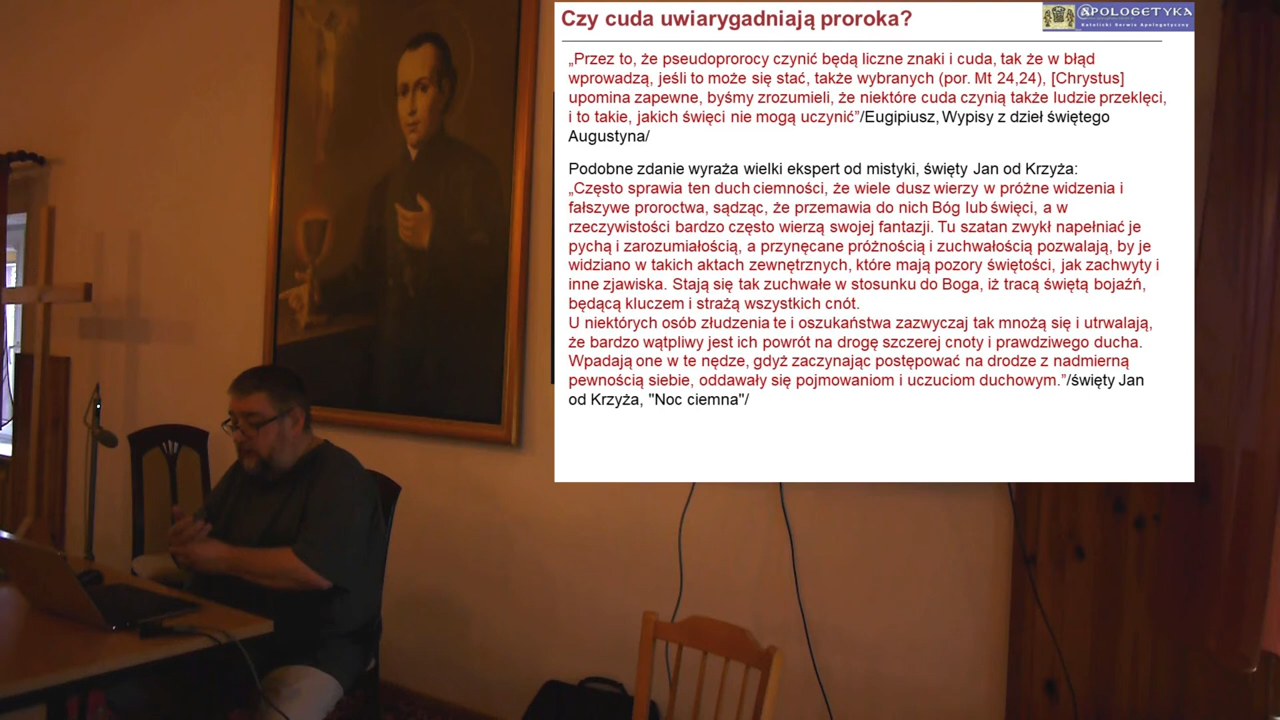 Czy cuda uwiarygadniają proroka?
APOLOGETYKA
Katolicki Serwis Apologetyczny
„Przez to, że pseudoprorocy czynić będą liczne znaki i cuda, tak że w błąd
wprowadzą, jeśli to może się stać, także wybranych (por. Mt 24,24), [Chrystus]
upomina zapewne, byśmy zrozumieli, że niektóre cuda czynią także ludzie przeklęci,
i to takie, jakich święci nie mogą uczynić”/Eugipiusz, Wypisy z dzieł świętego
Augustyna/
Podobne zdanie wyraża wielki ekspert od mistyki, święty Jan od Krzyża:
„Często sprawia ten duch ciemności, że wiele dusz wierzy w próżne widzenia i
fałszywe proroctwa, sądząc, że przemawia do nich Bóg lub święci, a w
rzeczywistości bardzo często wierzą swojej fantazji. Tu szatan zwykł napełniać je
pychą i zarozumiałością, a przynęcane próżnością i zuchwałością pozwalają, by je
widziano w takich aktach zewnętrznych, które mają pozory świętości, jak zachwyty i
inne zjawiska. Stają się tak zuchwałe w stosunku do Boga, iż tracą świętą bojaźń,
będącą kluczem i strażą wszystkich cnót.
U niektórych osób złudzenia te i oszukaństwa zazwyczaj tak mnożą się i utrwalają,
że bardzo wątpliwy jest ich powrót na drogę szczerej cnoty i prawdziwego ducha.
Wpadają one w te nędze, gdyż zaczynając postępować na drodze z nadmierną
pewnością siebie, oddawały się pojmowaniom i uczuciom duchowym.”/święty Jan
od Krzyża, "Noc ciemna"/